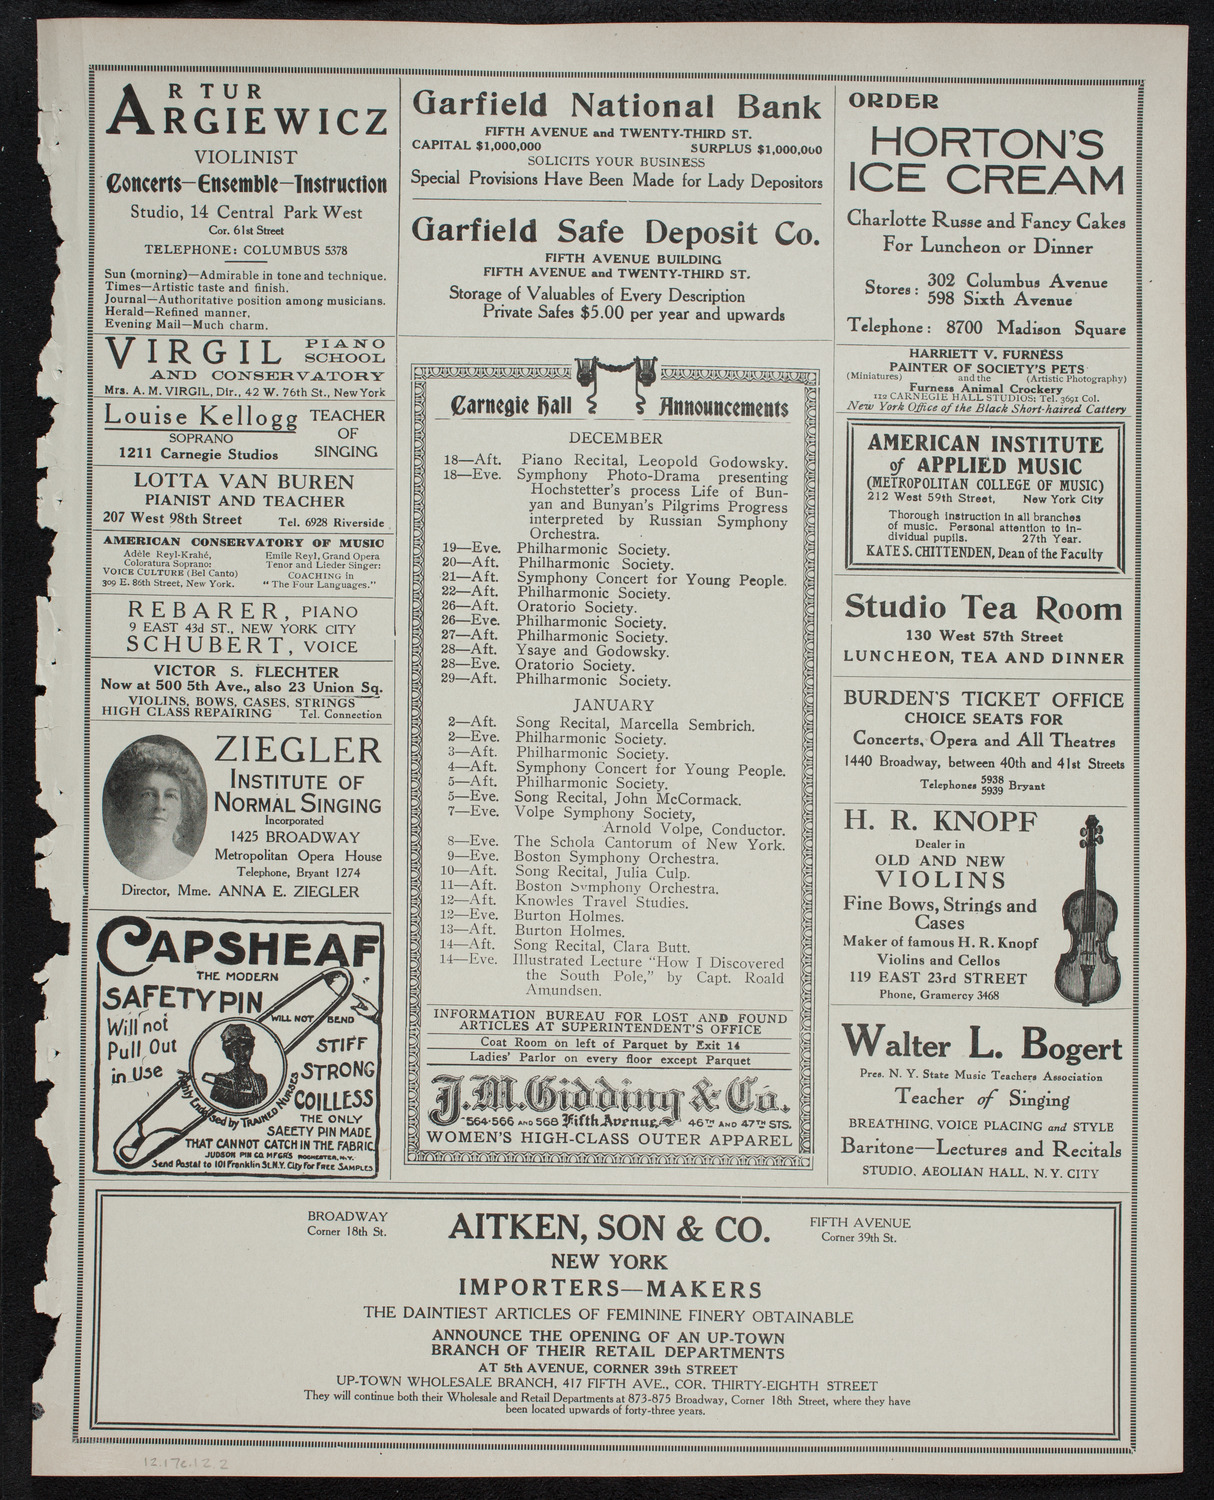 ARTUR
ARGIEWICZ
VIOLINIST
Concerts—Ensemble—Instruction
Studio, 14 Central Park West
Cor. 61st Street
TELEPHONE: COLUMBUS 5378
Sun (morning)—Admirable in tone and technique.
Times—Artistic taste and finish.
Journal—Authoritative position among musicians.
Herald—Refined manner.
Evening Mail—Much charm.
VIRGIL PIANO
SCHOOL
AND CONSERVATORY
Mrs. A. M. VIRGIL, Dir., 42 W. 76th St., New York
Louise Kellogg
SOPRANO
1211 Carnegie Studios
TEACHER
OF
SINGING
LOTTA VAN BUREN
PIANIST AND TEACHER
207 West 98th Street Tel. 6928 Riverside
AMERICAN CONSERVATORY OF MUSIC
Adèle Reyl-Krahé,
Coloratura Soprano:
VOICE CULTURE (Bel Canto)
309 E. 86th Street, New York.
Emile Reyl, Grand Opera
Tenor and Lieder Singer:
COACHING in
"The Four Languages."
REBARER, PIANO
9 EAST 43d ST., NEW YORK CITY
SCHUBERT, VOICE
VICTOR S. FLECHTER
Now at 500 5th Ave., also 23 Union Sq.
VIOLINS, BOWS, CASES, STRINGS
HIGH CLASS REPAIRING Tel. Connection
ZIEGLER
INSTITUTE OF
NORMAL SINGING
Incorporated
1425 BROADWAY
Metropolitan Opera House
Telephone, Bryant 1274
Director, Mme. ANNA E. ZIEGLER
CAPSHEAF
THE MODERN
SAFETY PIN
WILL NOT BEND
Will not
Pull Out
in Use
STIFF
STRONG
COILLESS
Highly Endorsed by TRAINED NURSES
THE ONLY
SAFETY PIN MADE
THAT CANNOT CATCH IN THE FABRIC
JUDSON PIN CO. MFGRS ROCHESTER, N.Y.
Send Postal to 101 Franklin St. N.Y. City For FREE SAMPLES
Garfield National Bank
FIFTH AVENUE and TWENTY-THIRD ST.
CAPITAL $1,000,000 SURPLUS $1,000,000
SOLICITS YOUR BUSINESS
Special Provisions Have Been Made for Lady Depositors
Garfield Safe Deposit Co.
FIFTH AVENUE BUILDING
FIFTH AVENUE and TWENTY-THIRD ST.
Storage of Valuables of Every Description
Private Safes $5.00 per year and upwards
Carnegie Hall Announcements
DECEMBER
18—Aft. Piano Recital, Leopold Godowsky.
18—Eve. Symphony Photo-Drama presenting
Hochstetter's process Life of Bun-
yan and Bunyan's Pilgrims Progress
interpreted by Russian Symphony
Orchestra.
19—Eve. Philharmonic Society.
20—Aft. Philharmonic Society.
21—Aft. Symphony Concert for Young People.
22—Aft. Philharmonic Society.
26—Aft. Oratorio Society.
26—Eve. Philharmonic Society.
27—Aft. Philharmonic Society.
28—Aft. Ysaye and Godowsky.
28—Eve. Oratorio Society.
29—Aft. Philharmonic Society.
JANUARY
2—Aft. Song Recital, Marcella Sembrich.
2—Eve. Philharmonic Society.
3—Aft. Philharmonic Society.
4—Aft. Symphony Concert for Young People.
5—Aft. Philharmonic Society.
5—Eve. Song Recital, John McCormack.
7—Eve. Volpe Symphony Society,
Arnold Volpe, Conductor.
8—Eve. The Schola Cantorum of New York.
9—Eve. Boston Symphony Orchestra.
10—Aft. Song Recital, Julia Culp.
11—Aft. Boston Symphony Orchestra.
12—Aft. Knowles Travel Studies.
12—Eve. Burton Holmes.
13—Aft. Burton Holmes.
14—Aft. Song Recital, Clara Butt.
14—Eve. Illustrated Lecture "How I Discovered
the South Pole," by Capt. Roald
Amundsen.
INFORMATION BUREAU FOR LOST AND FOUND
ARTICLES AT SUPERINTENDENT'S OFFICE
Coat Room on left of Parquet by Exit 14
Ladies' Parlor on every floor except Parquet
J. M. Gidding & Co.
564-566 AND 568 Fifth Avenue 46TH AND 47TH STS.
WOMEN'S HIGH-CLASS OUTER APPAREL
ORDER
HORTON'S
ICE CREAM
Charlotte Russe and Fancy Cakes
For Luncheon or Dinner
Stores: 302 Columbus Avenue
598 Sixth Avenue
Telephone: 8700 Madison Square
HARRIETT V. FURNESS
PAINTER OF SOCIETY'S PETS
(Miniatures) and the (Artistic Photography)
Furness Animal Crockery
112 CARNEGIE HALL STUDIOS; Tel. 3691 Col.
New York Office of the Black Short-haired Cattery
AMERICAN INSTITUTE
of APPLIED MUSIC
(METROPOLITAN COLLEGE OF MUSIC)
212 West 59th Street, New York City
Thorough instruction in all branches
of music. Personal attention to in-
dividual pupils. 27th Year.
KATE S. CHITTENDEN, Dean of the Faculty
Studio Tea Room
130 West 57th Street
LUNCHEON, TEA AND DINNER
BURDEN'S TICKET OFFICE
CHOICE SEATS FOR
Concerts, Opera and All Theatres
1440 Broadway, between 40th and 41st Streets
Telephones 5938 5939 Bryant
H. R. KNOPF
Dealer in
OLD AND NEW
VIOLINS
Fine Bows, Strings and
Cases
Maker of famous H. R. Knopf
Violins and Cellos
119 EAST 23rd STREET
Phone, Gramercy 3468
Walter L. Bogert
Pres. N. Y. State Music Teachers Association
Teacher of Singing
BREATHING, VOICE PLACING and STYLE
Baritone—Lectures and Recitals
STUDIO, AEOLIAN HALL, N. Y. CITY
BROADWAY
Corner 18th St.
AITKEN, SON & CO.
FIFTH AVENUE
Corner 39th St.
NEW YORK
IMPORTERS—MAKERS
THE DAINTIEST ARTICLES OF FEMININE FINERY OBTAINABLE
ANNOUNCE THE OPENING OF AN UP-TOWN
BRANCH OF THEIR RETAIL DEPARTMENTS
AT 5th AVENUE, CORNER 39th STREET
UP-TOWN WHOLESALE BRANCH, 417 FIFTH AVE., COR. THIRTY-EIGHTH STREET
They will continue both their Wholesale and Retail Departments at 873-875 Broadway, Corner 18th Street, where they have
been located upwards of forty-three years.
12.17e.12.2